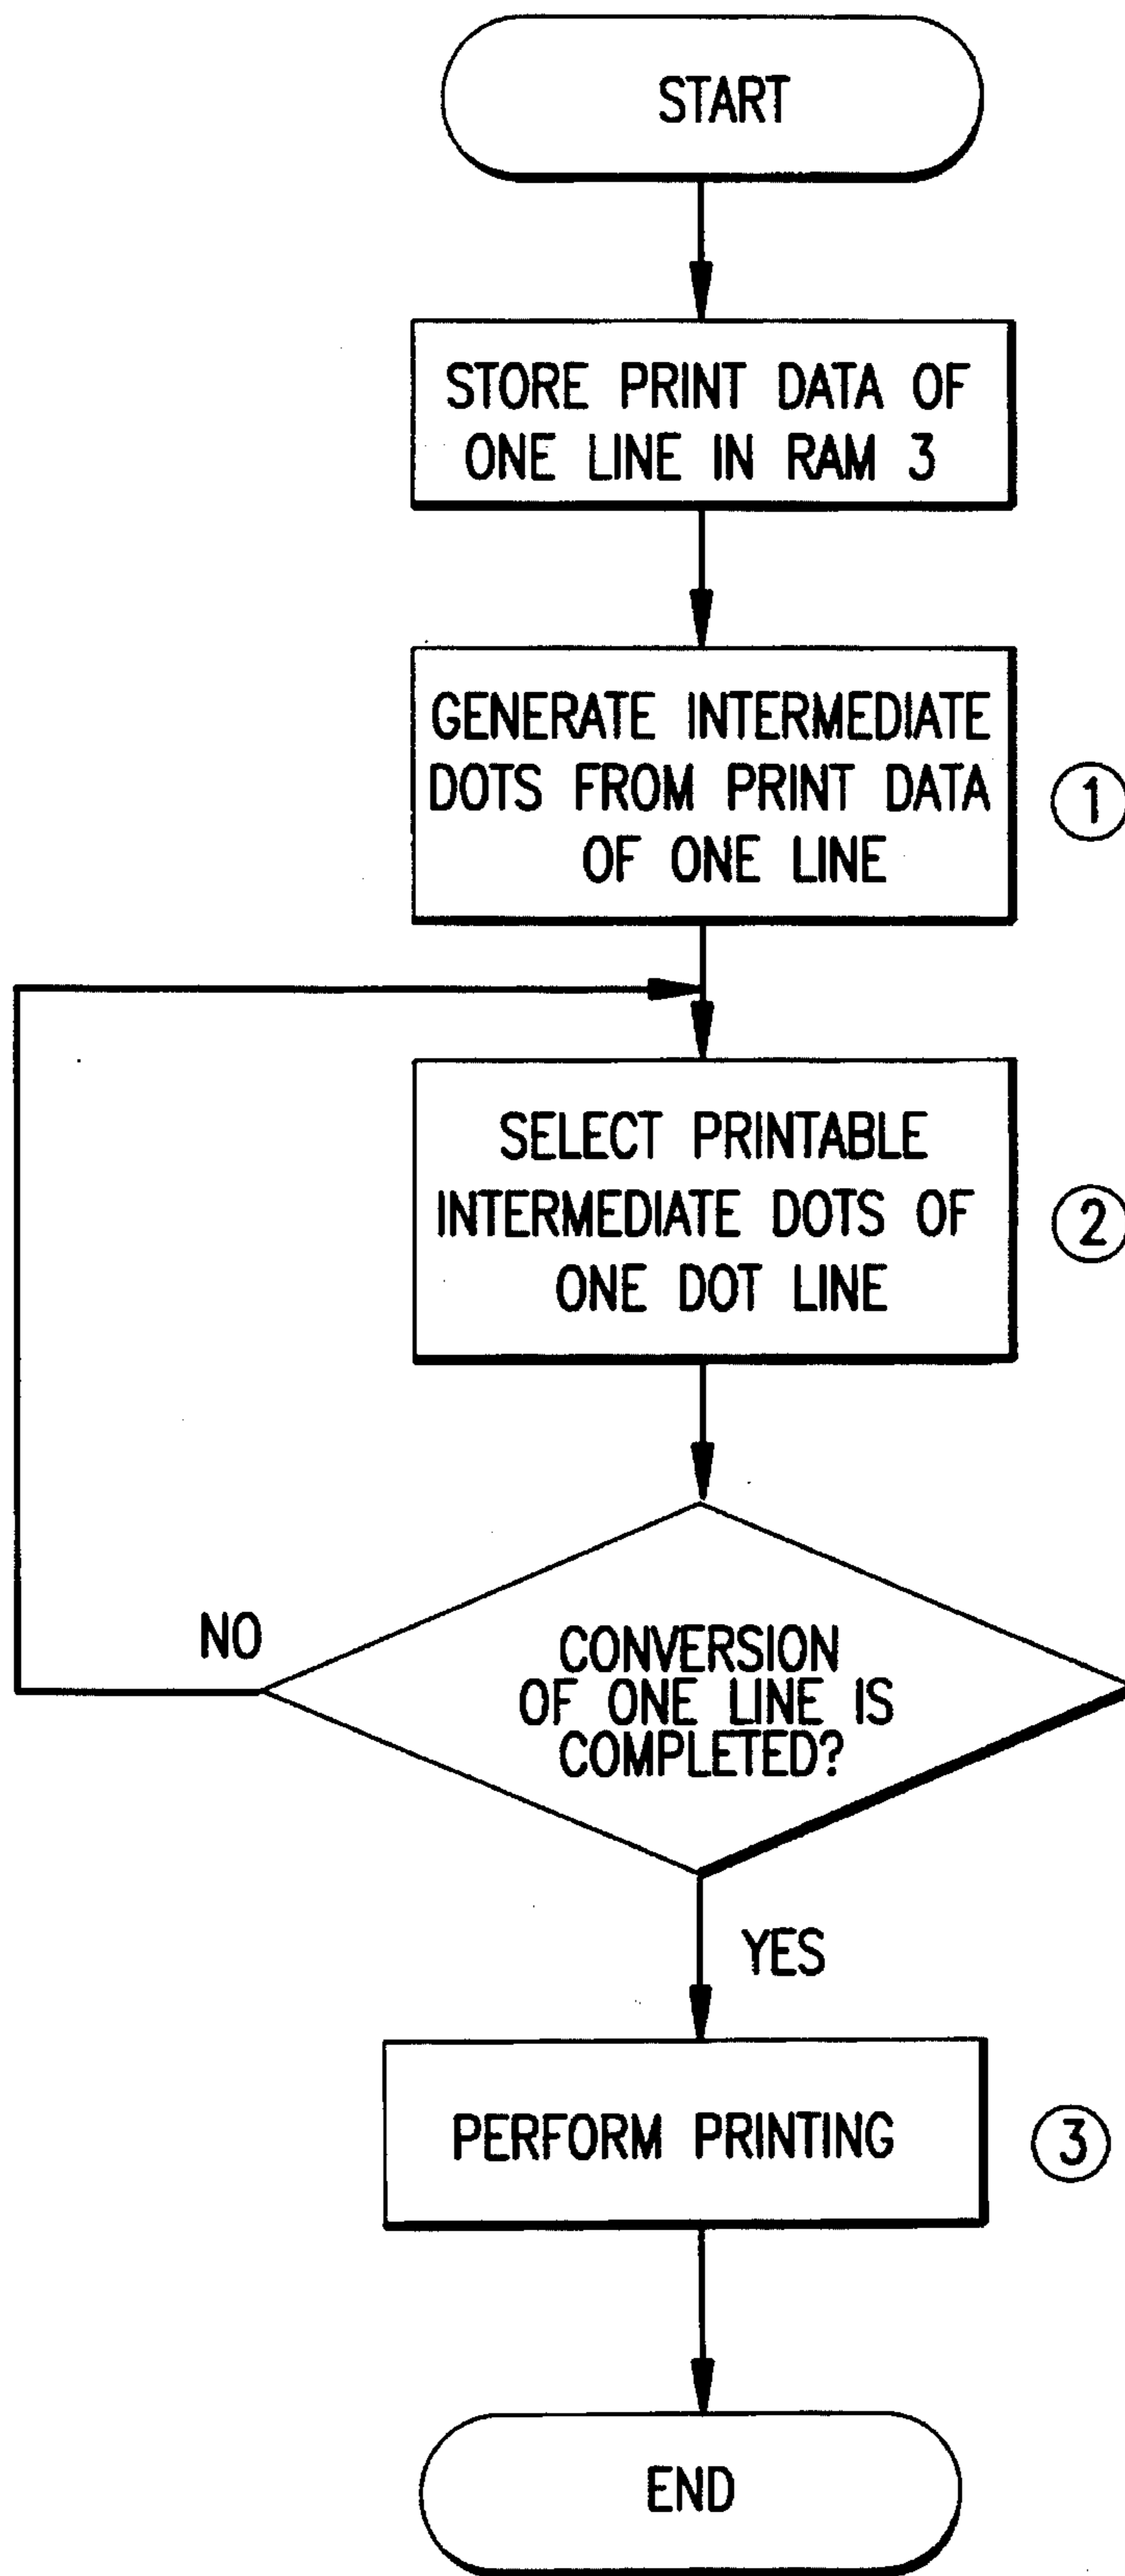 START
STORE PRINT DATA OF
ONE LINE IN RAM 3
GENERATE INTERMEDIATE
DOTS FROM PRINT DATA
OF ONE LINE
1
SELECT PRINTABLE
INTERMEDIATE DOTS OF
ONE DOT LINE
2
NO
CONVERSION
OF ONE LINE IS
COMPLETED?
YES
PERFORM PRINTING
3
END